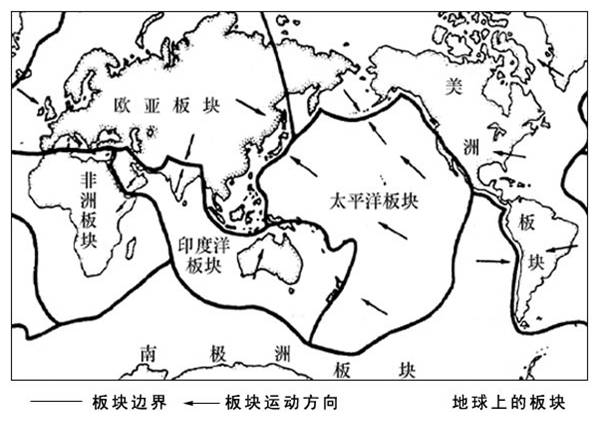 欧亚板块
美洲板块
非洲板块
太平洋板块
印度洋
板块
南极洲板块
板块边界
板块运动方向
地球上的板块